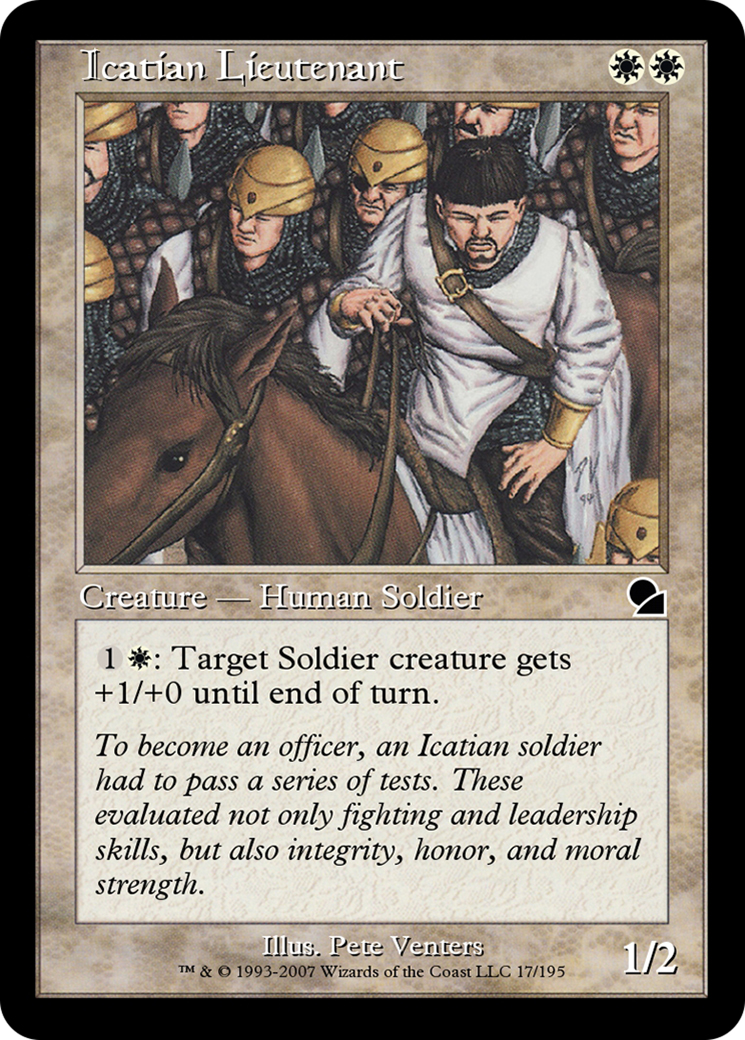 Icatian Lieutenant
Creature — Human Soldier
1 : Target Soldier creature gets
+1/+0 until end of turn.
To become an officer, an Icatian soldier
had to pass a series of tests. These
evaluated not only fighting and leadership
skills, but also integrity, honor, and moral
strength.
Illus. Pete Venters
™ & © 1993-2007 Wizards of the Coast LLC 17/195
1/2